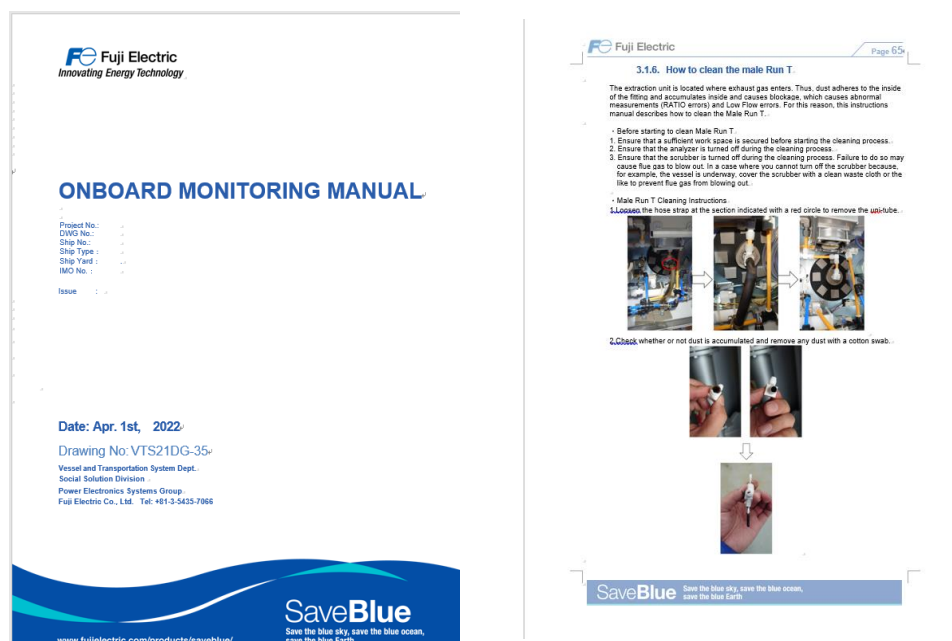 Fuji Electric
Innovating Energy Technology
ONBOARD MONITORING MANUAL
Project No.:
DWG No.:
Ship No.:
Ship Type :
Ship Yard :
IMO No. :
Issue :
Date: Apr. 1st, 2022
Drawing No: VTS21DG-35
Vessel and Transportation System Dept.
Social Solution Division
Power Electronics Systems Group
Fuji Electric Co., Ltd. Tel: +81-3-5435-7066
SaveBlue
Save the blue sky, save the blue ocean,
save the blue Earth
www.fujielectric.com/products/saveblue/
Fuji Electric
Page 65
3.1.6. How to clean the male Run T
The extraction unit is located where exhaust gas enters. Thus, dust adheres to the inside
of the fitting and accumulates inside and causes blockage, which causes abnormal
measurements (RATIO errors) and Low Flow errors. For this reason, this instructions
manual describes how to clean the Male Run T.
・Before starting to clean Male Run T
1. Ensure that a sufficient work space is secured before starting the cleaning process.
2. Ensure that the analyzer is turned off during the cleaning process.
3. Ensure that the scrubber is turned off during the cleaning process. Failure to do so may
cause flue gas to blow out. In a case where you cannot turn off the scrubber because,
for example, the vessel is underway, cover the scrubber with a clean waste cloth or the
like to prevent flue gas from blowing out.
・Male Run T Cleaning Instructions
1.Loosen the hose strap at the section indicated with a red circle to remove the uni-tube.
2.Check whether or not dust is accumulated and remove any dust with a cotton swab.
SaveBlue
Save the blue sky, save the blue ocean,
save the blue Earth